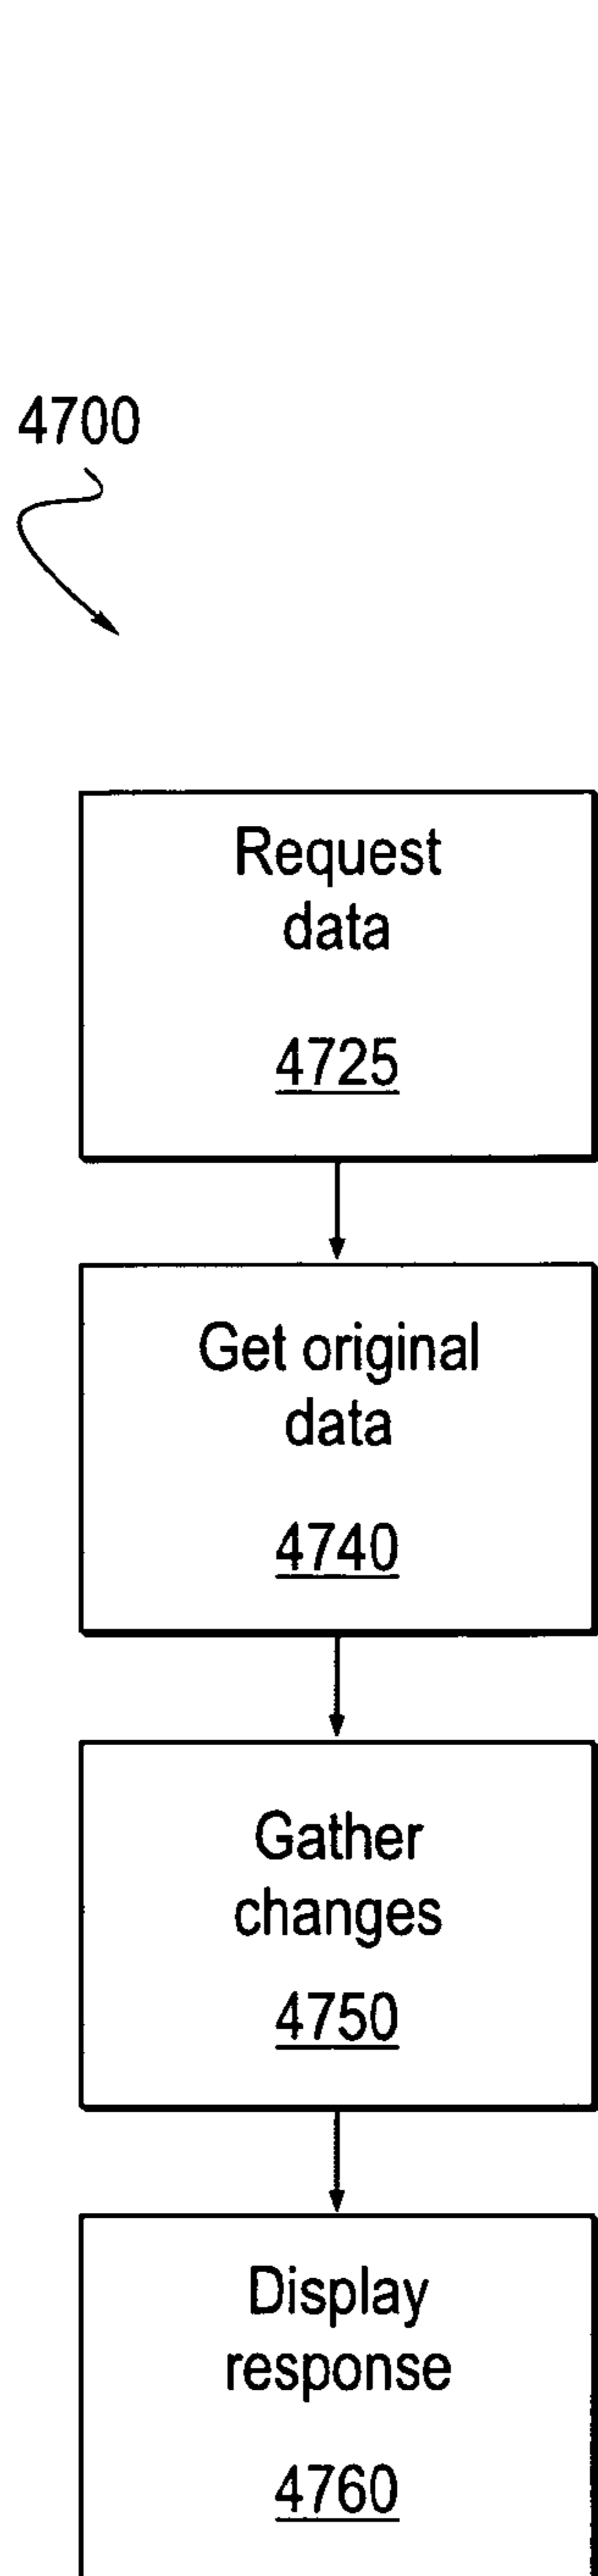 4700
Request
data
4725
Get original
data
4740
Gather
changes
4750
Display
response
4760